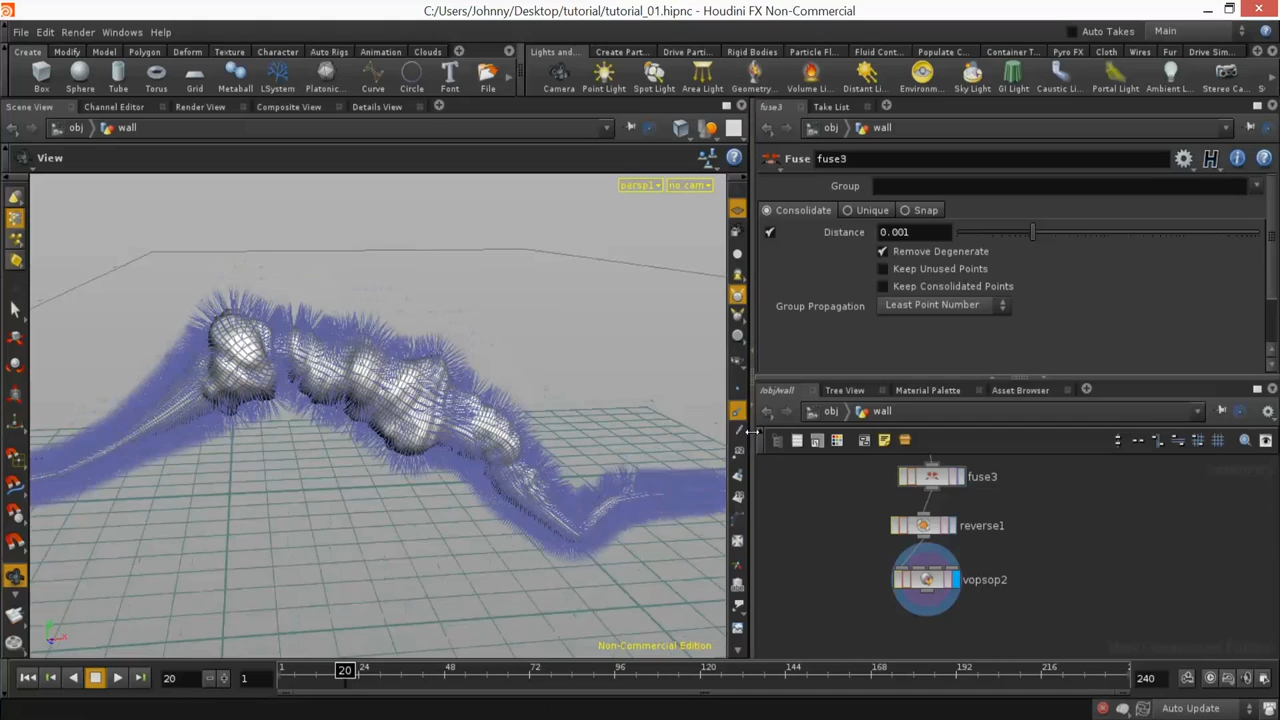 C:/Users/Johnny/Desktop/tutorial/tutorial_01.hipnc - Houdini FX Non-Commercial
File Edit Render Windows Help Auto Takes Main
Create Modify Model Polygon Deform Texture Character Auto Rigs Animation Clouds Lights and... Create Part... Drive Parti... Rigid Bodies Particle Fl... Fluid Cont... Populate C... Container T... Pyro FX Cloth Wires Fur Drive Sim...
Box Sphere Tube Torus Grid Metaball LSystem Platonic... Curve Circle Font File Camera Point Light Spot Light Area Light Geometry... Volume Li... Distant Li... Environm... Sky Light GI Light Caustic Li... Portal Light Ambient L... Stereo Ca...
Scene View Channel Editor Render View Composite View Details View fuse3 Take List
obj wall obj wall
View Fuse fuse3
persp1 no cam
Group
Consolidate Unique Snap
Distance 0.001
Remove Degenerate
Keep Unused Points
Keep Consolidated Points
Group Propagation Least Point Number
/obj/wall Tree View Material Palette Asset Browser
obj wall
fuse3
reverse1
vopsop2
Non-Commercial Edition
20 1 1 20 24 48 72 96 120 144 168 192 216 240
Auto Update